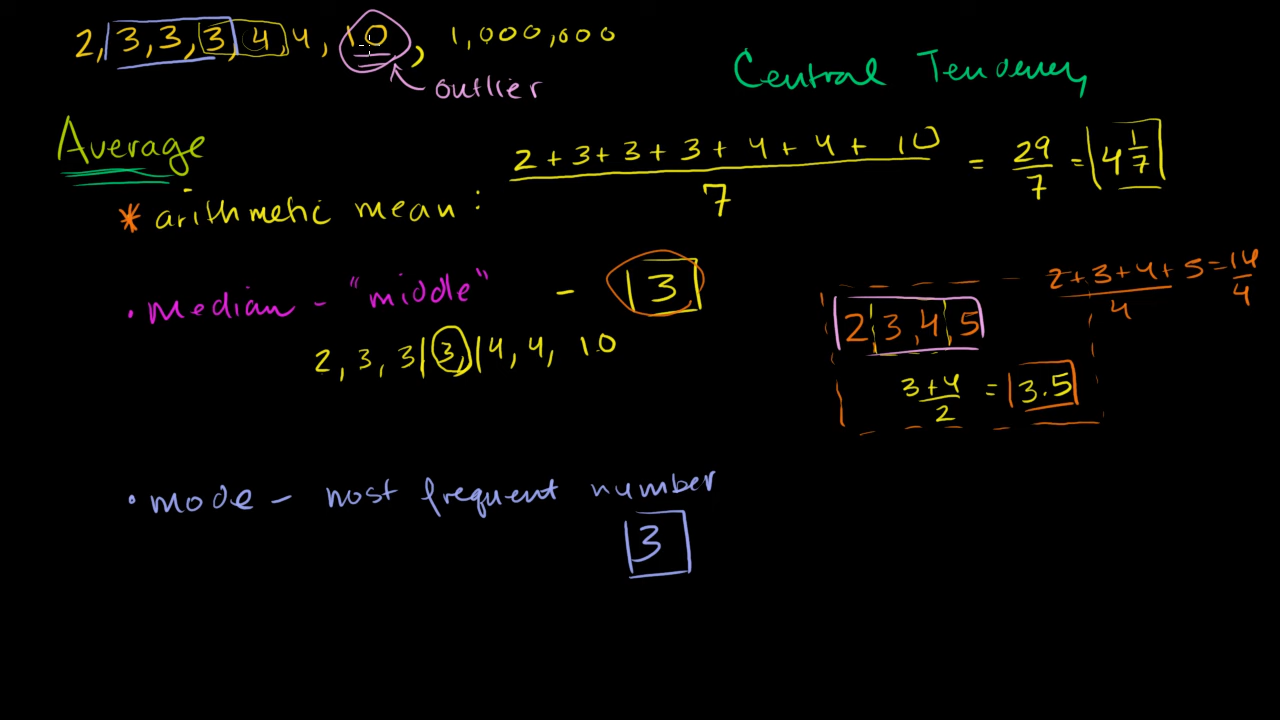 2, 3, 3, 3, 4, 4, 10, 1,000,000
outlier
Central Tendency
Average
2 + 3 + 3 + 3 + 4 + 4 + 10
7
= 29/7 = 4 1/7
* arithmetic mean:
• median - "middle" - 3
2, 3, 3, 3, 4, 4, 10
2+3+4+5 = 14/4
4
2, 3, 4, 5
3+4/2 = 3.5
• mode - most frequent number
3